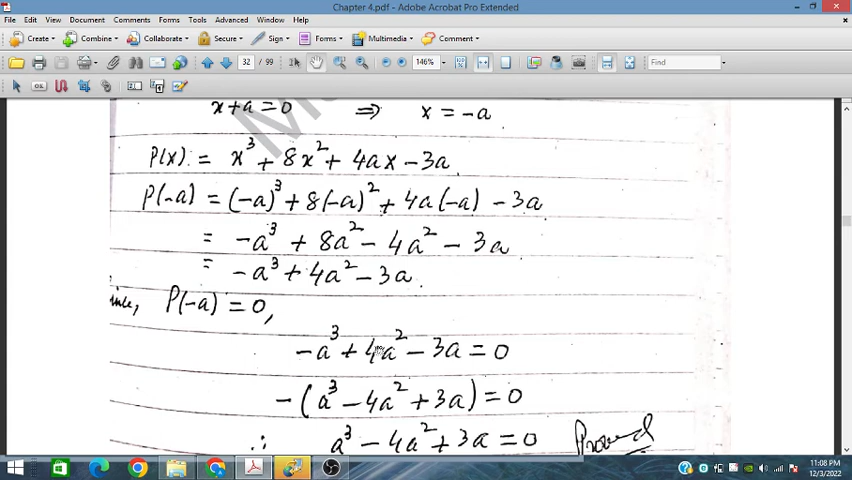 Chapter 4.pdf - Adobe Acrobat Pro Extended
File Edit View Document Comments Forms Tools Advanced Window Help
Create Combine Collaborate Secure Sign Forms Multimedia Comment
32 / 99 146% Find
x+a = 0 ⇒ x = -a
P(x) = x³ + 8x² + 4ax - 3a
P(-a) = (-a)³ + 8(-a)² + 4a(-a) - 3a
= -a³ + 8a² - 4a² - 3a
= -a³ + 4a² - 3a
P(-a) = 0,
-a³ + 4a² - 3a = 0
-(a³ - 4a² + 3a) = 0
∴ a³ - 4a² + 3a = 0 Proved
11:08 PM
12/3/2022